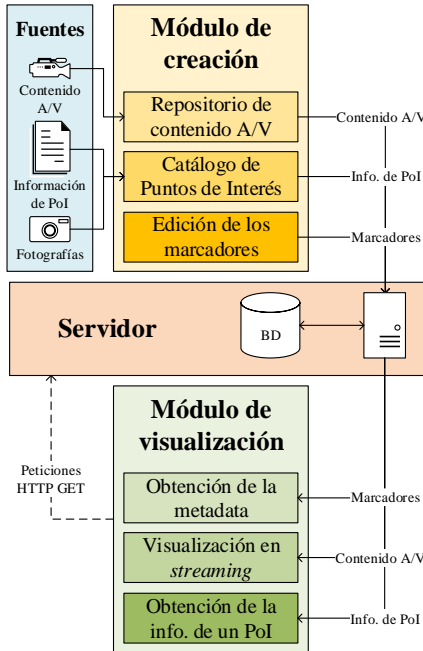 Fuentes
Contenido
A/V
Información
de PoI
Fotografías
Módulo de
creación
Repositorio de
contenido A/V
Catálogo de
Puntos de Interés
Edición de los
marcadores
Contenido A/V
Info. de PoI
Marcadores
Servidor
BD
Peticiones
HTTP GET
Módulo de
visualización
Obtención de la
metadata
Visualización en
streaming
Obtención de la
info. de un PoI
Marcadores
Contenido A/V
Info. de PoI